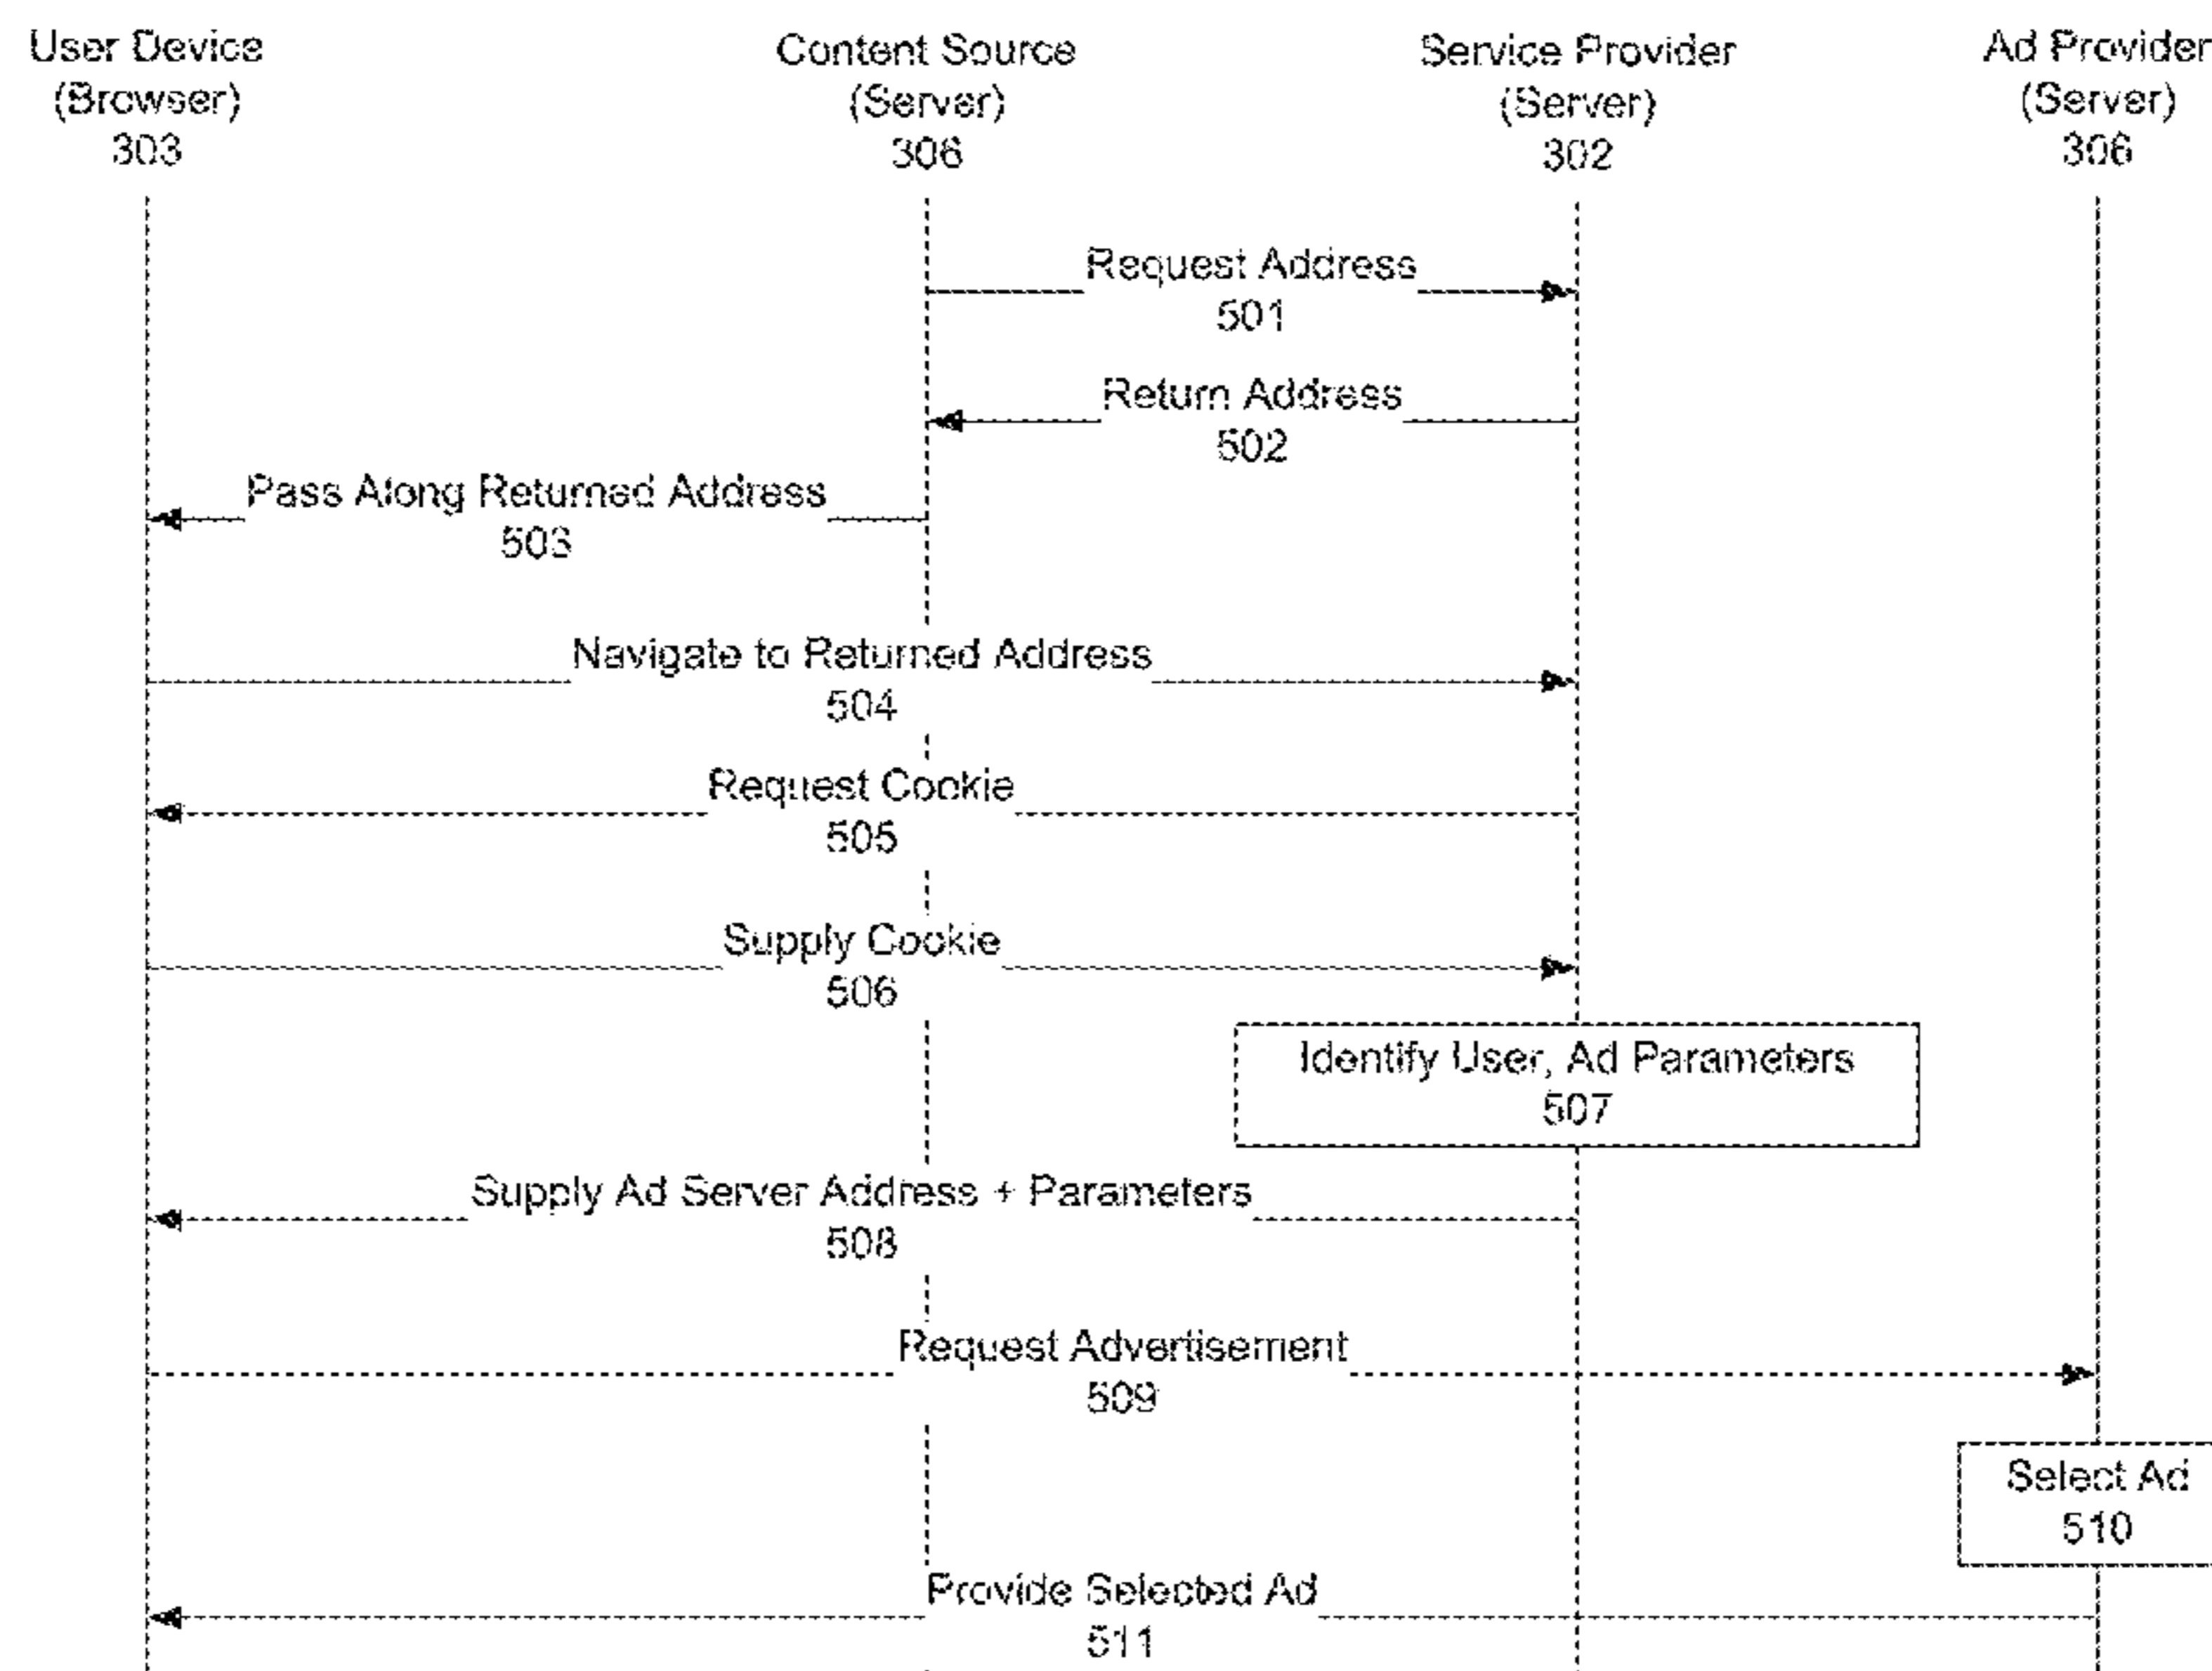 User Device
(Browser)
303
Content Source
(Server)
306
Service Provider
(Server)
302
Ad Provider
(Server)
306
Request Address
501
Return Address
502
Pass Along Returned Address
503
Navigate to Returned Address
504
Request Cookie
505
Supply Cookie
506
Identify User, Ad Parameters
507
Supply Ad Server Address + Parameters
508
Request Advertisement
509
Select Ad
510
Provide Selected Ad
511